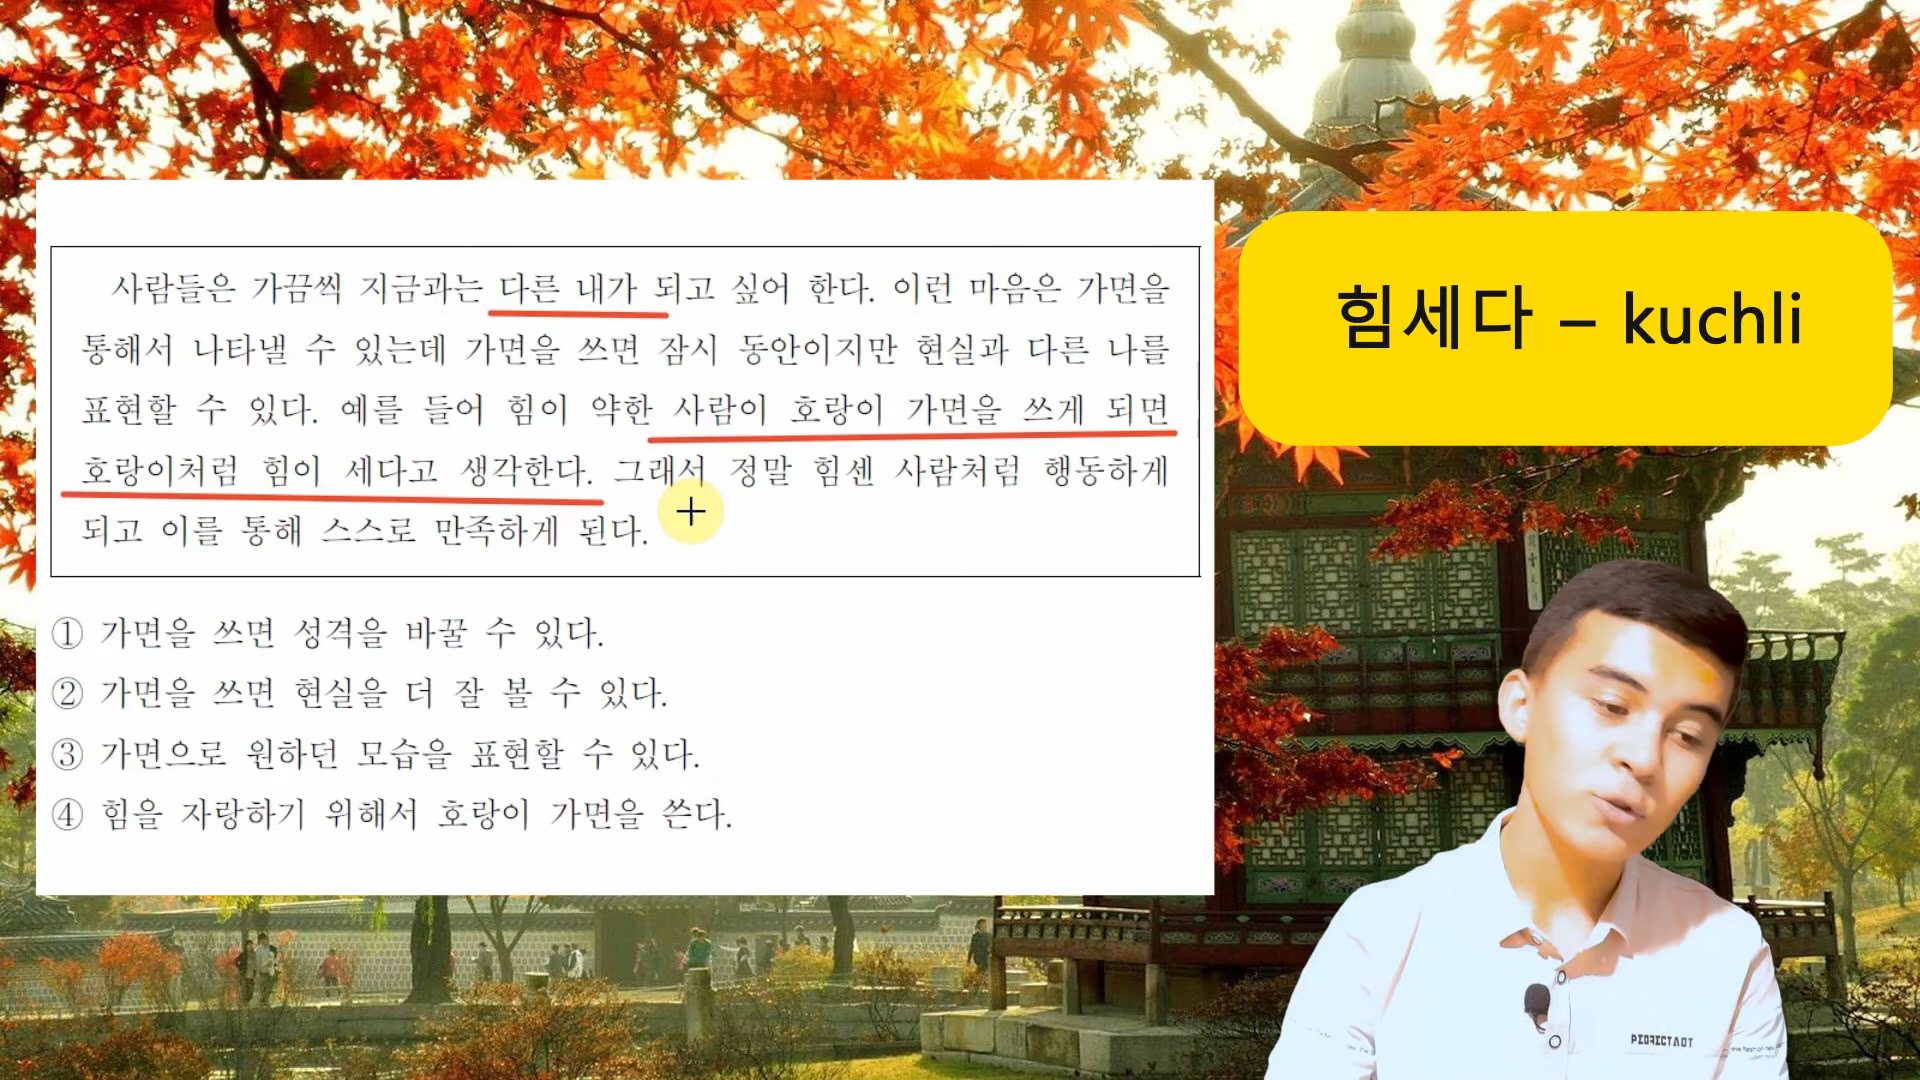 사람들은 가끔씩 지금과는 다른 내가 되고 싶어 한다. 이런 마음은 가면을
통해서 나타낼 수 있는데 가면을 쓰면 잠시 동안이지만 현실과 다른 나를
표현할 수 있다. 예를 들어 힘이 약한 사람이 호랑이 가면을 쓰게 되면
호랑이처럼 힘이 세다고 생각한다. 그래서 정말 힘센 사람처럼 행동하게
되고 이를 통해 스스로 만족하게 된다.
① 가면을 쓰면 성격을 바꿀 수 있다.
② 가면을 쓰면 현실을 더 잘 볼 수 있다.
③ 가면으로 원하던 모습을 표현할 수 있다.
④ 힘을 자랑하기 위해서 호랑이 가면을 쓴다.
힘세다 – kuchli